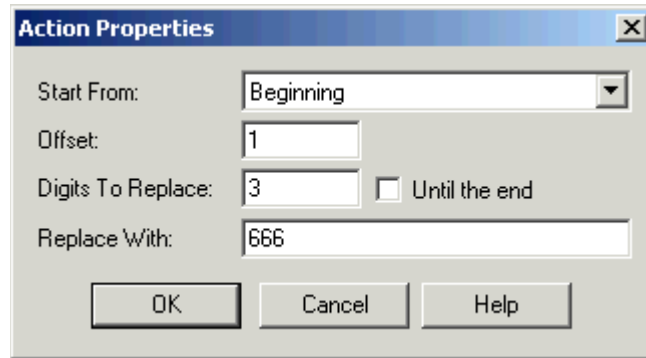 Action Properties
Start From: Beginning
Offset: 1
Digits To Replace: 3 Until the end
Replace With: 666
OK Cancel Help